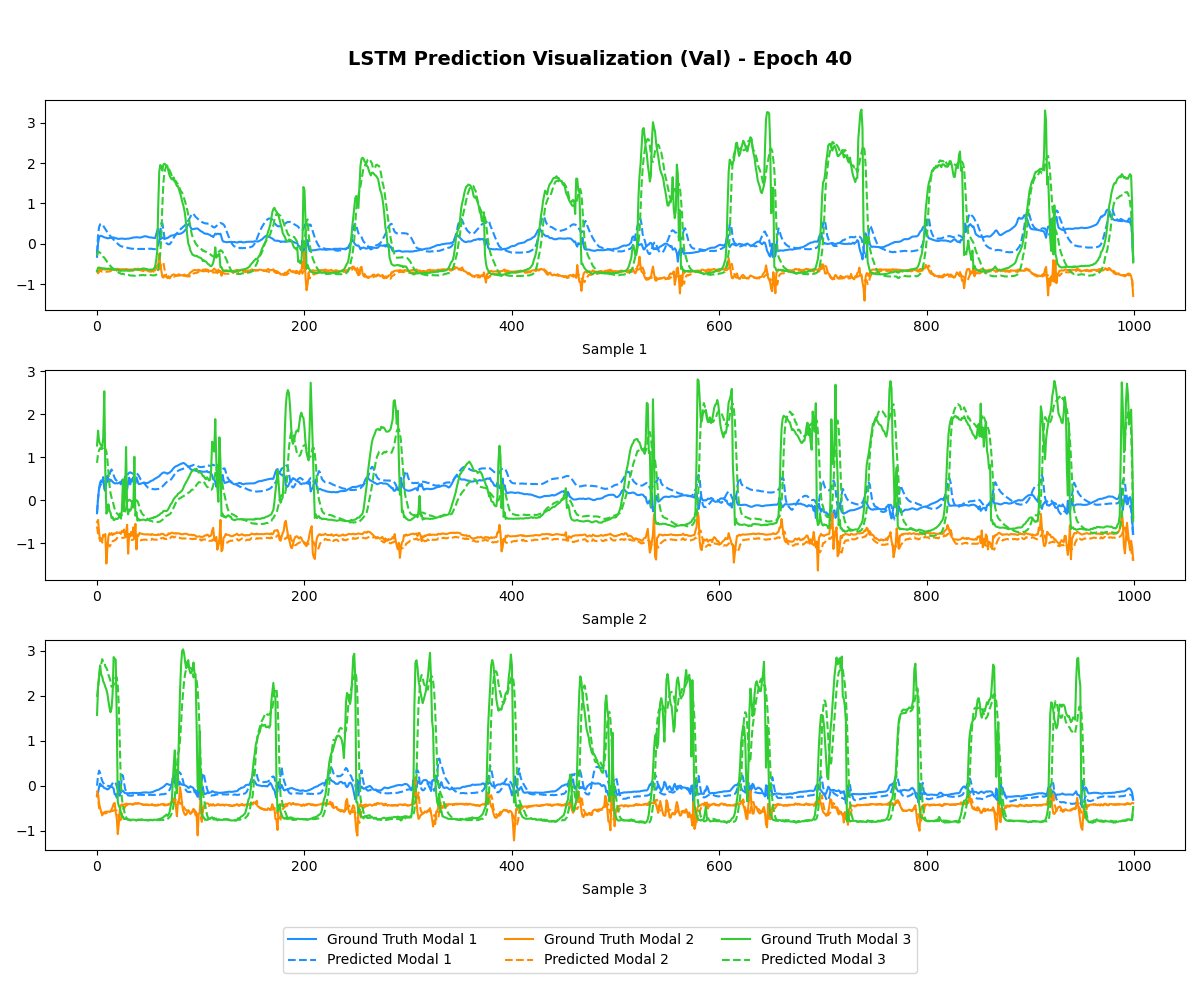 LSTM Prediction Visualization (Val) - Epoch 40
3
2
1
0
−1
0 200 400 600 800 1000
Sample 1
3
2
1
0
−1
0 200 400 600 800 1000
Sample 2
3
2
1
0
−1
0 200 400 600 800 1000
Sample 3
Ground Truth Modal 1 Ground Truth Modal 2 Ground Truth Modal 3
Predicted Modal 1 Predicted Modal 2 Predicted Modal 3